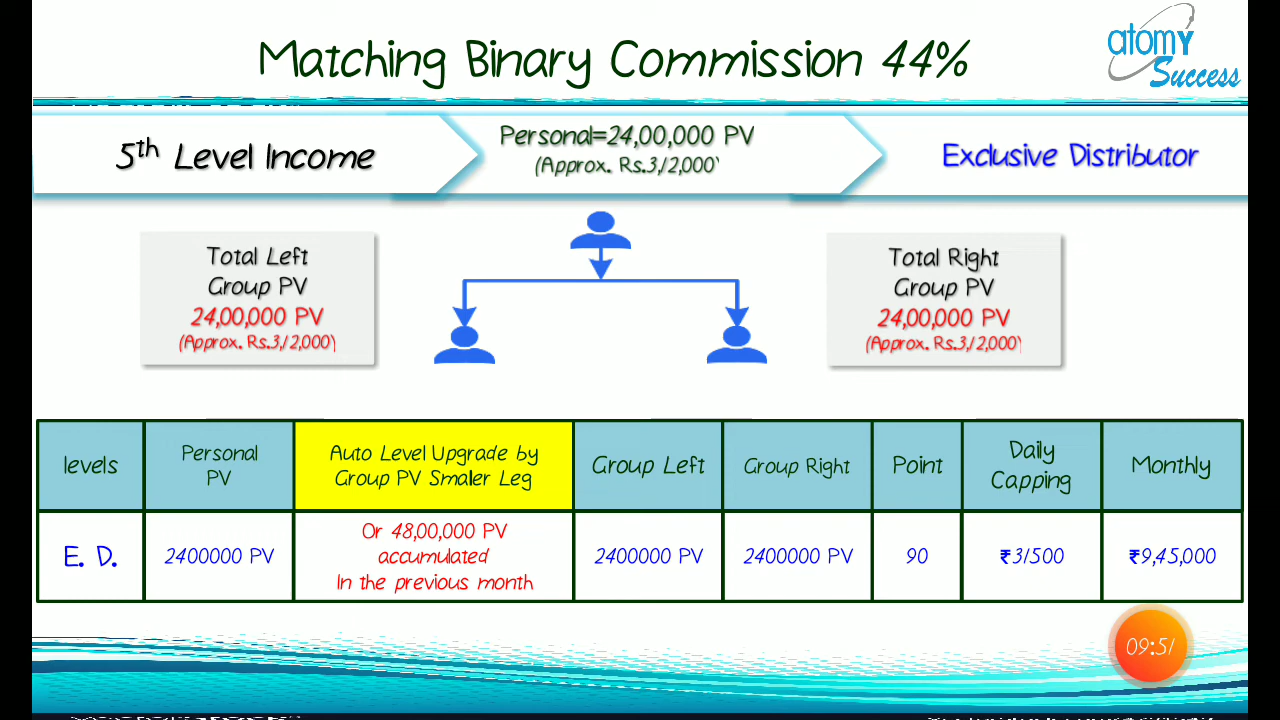 Matching Binary Commission 44%
atomy
Success
5th Level Income
Personal=24,00,000 PV
(Approx. Rs.3,12,000)
Exclusive Distributor
Total Left
Group PV
24,00,000 PV
(Approx. Rs.3,12,000)
Total Right
Group PV
24,00,000 PV
(Approx. Rs.3,12,000)
levels
Personal
PV
Auto Level Upgrade by
Group PV Smaler Leg
Group Left
Group Right
Point
Daily
Capping
Monthly
E. D.
2400000 PV
Or 48,00,000 PV
accumulated
In the previous month
2400000 PV
2400000 PV
90
₹31500
₹9,45,000
09:51